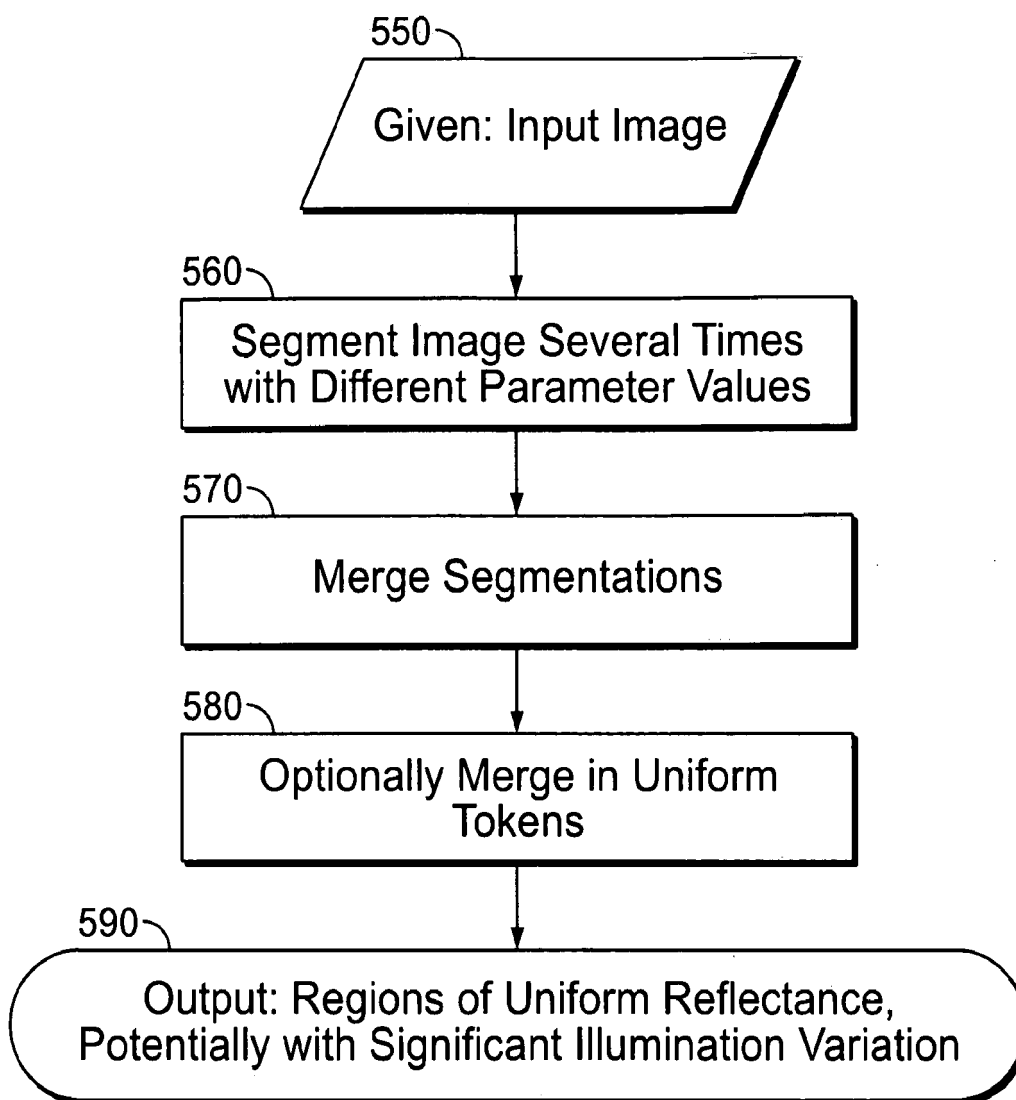 550
Given: Input Image
560
Segment Image Several Times
with Different Parameter Values
570
Merge Segmentations
580
Optionally Merge in Uniform
Tokens
590
Output: Regions of Uniform Reflectance,
Potentially with Significant Illumination Variation